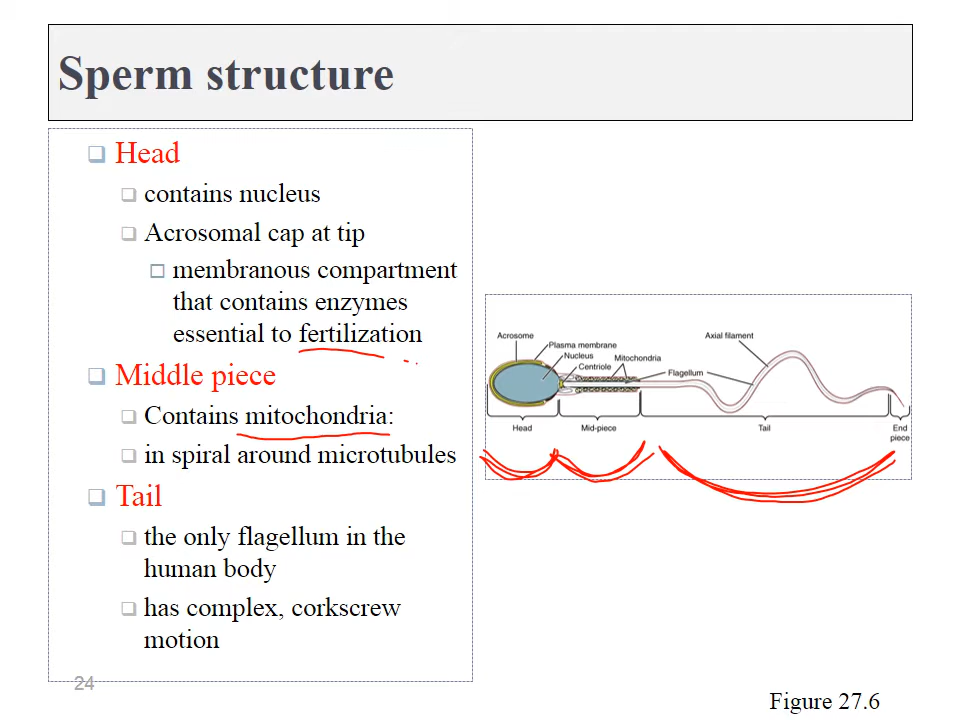 Sperm structure
Head
contains nucleus
Acrosomal cap at tip
membranous compartment
that contains enzymes
essential to fertilization
Middle piece
Contains mitochondria:
in spiral around microtubules
Tail
the only flagellum in the
human body
has complex, corkscrew
motion
24
Acrosome
Plasma membrane
Nucleus
Centriole
Mitochondria
Flagellum
Axial filament
Head
Mid-piece
Tail
End
piece
Figure 27.6